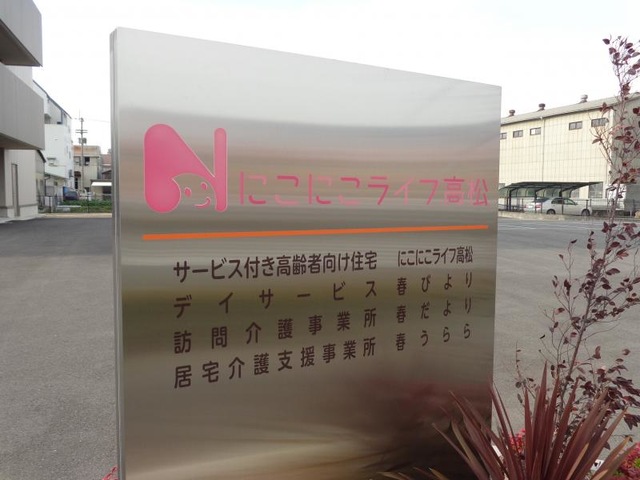 にこにこライフ高松
サービス付き高齢者向け住宅 にこにこライフ高松
デイサービス 春びより
訪問介護事業所 春だより
居宅介護支援事業所 春うらら